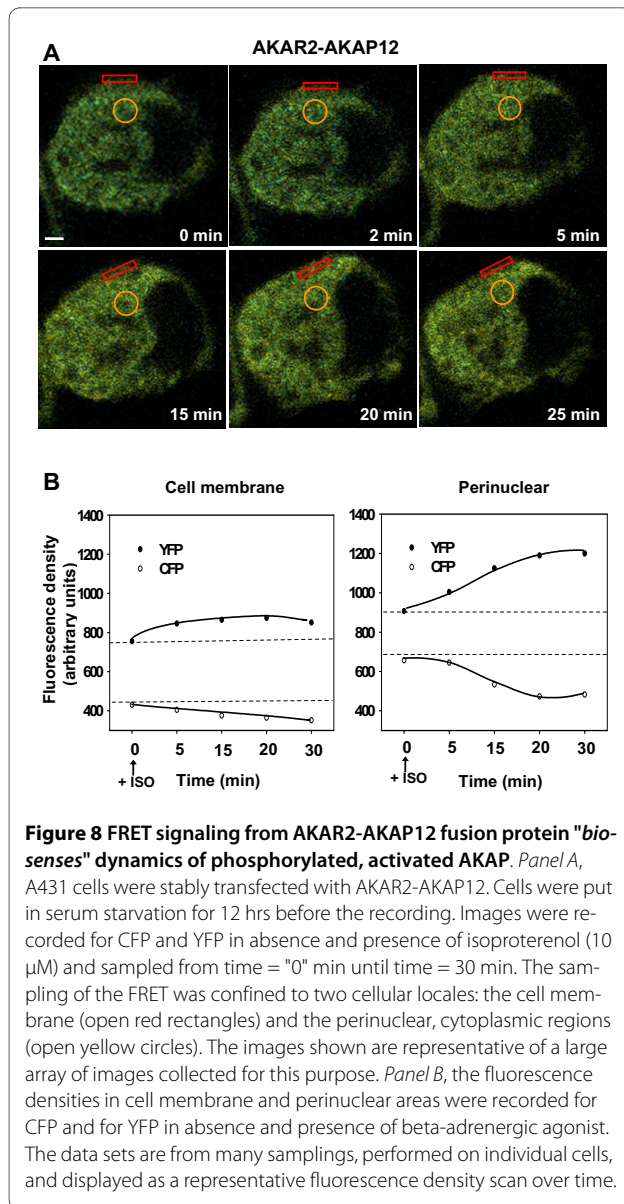 A
AKAR2-AKAP12
0 min
2 min
5 min
15 min
20 min
25 min
B
Cell membrane
Perinuclear
Fluorescence density
(arbitrary units)
1400
1200
1000
800
600
400
YFP
CFP
0 5 15 20 30
+ ISO
Time (min)
1400
1200
1000
800
600
400
YFP
CFP
0 5 15 20 30
+ ISO
Time (min)
Figure 8 FRET signaling from AKAR2-AKAP12 fusion protein "bio-
senses" dynamics of phosphorylated, activated AKAP. Panel A,
A431 cells were stably transfected with AKAR2-AKAP12. Cells were put
in serum starvation for 12 hrs before the recording. Images were re-
corded for CFP and YFP in absence and presence of isoproterenol (10
μM) and sampled from time = "0" min until time = 30 min. The sam-
pling of the FRET was confined to two cellular locales: the cell mem-
brane (open red rectangles) and the perinuclear, cytoplasmic regions
(open yellow circles). The images shown are representative of a large
array of images collected for this purpose. Panel B, the fluorescence
densities in cell membrane and perinuclear areas were recorded for
CFP and for YFP in absence and presence of beta-adrenergic agonist.
The data sets are from many samplings, performed on individual cells,
and displayed as a representative fluorescence density scan over time.